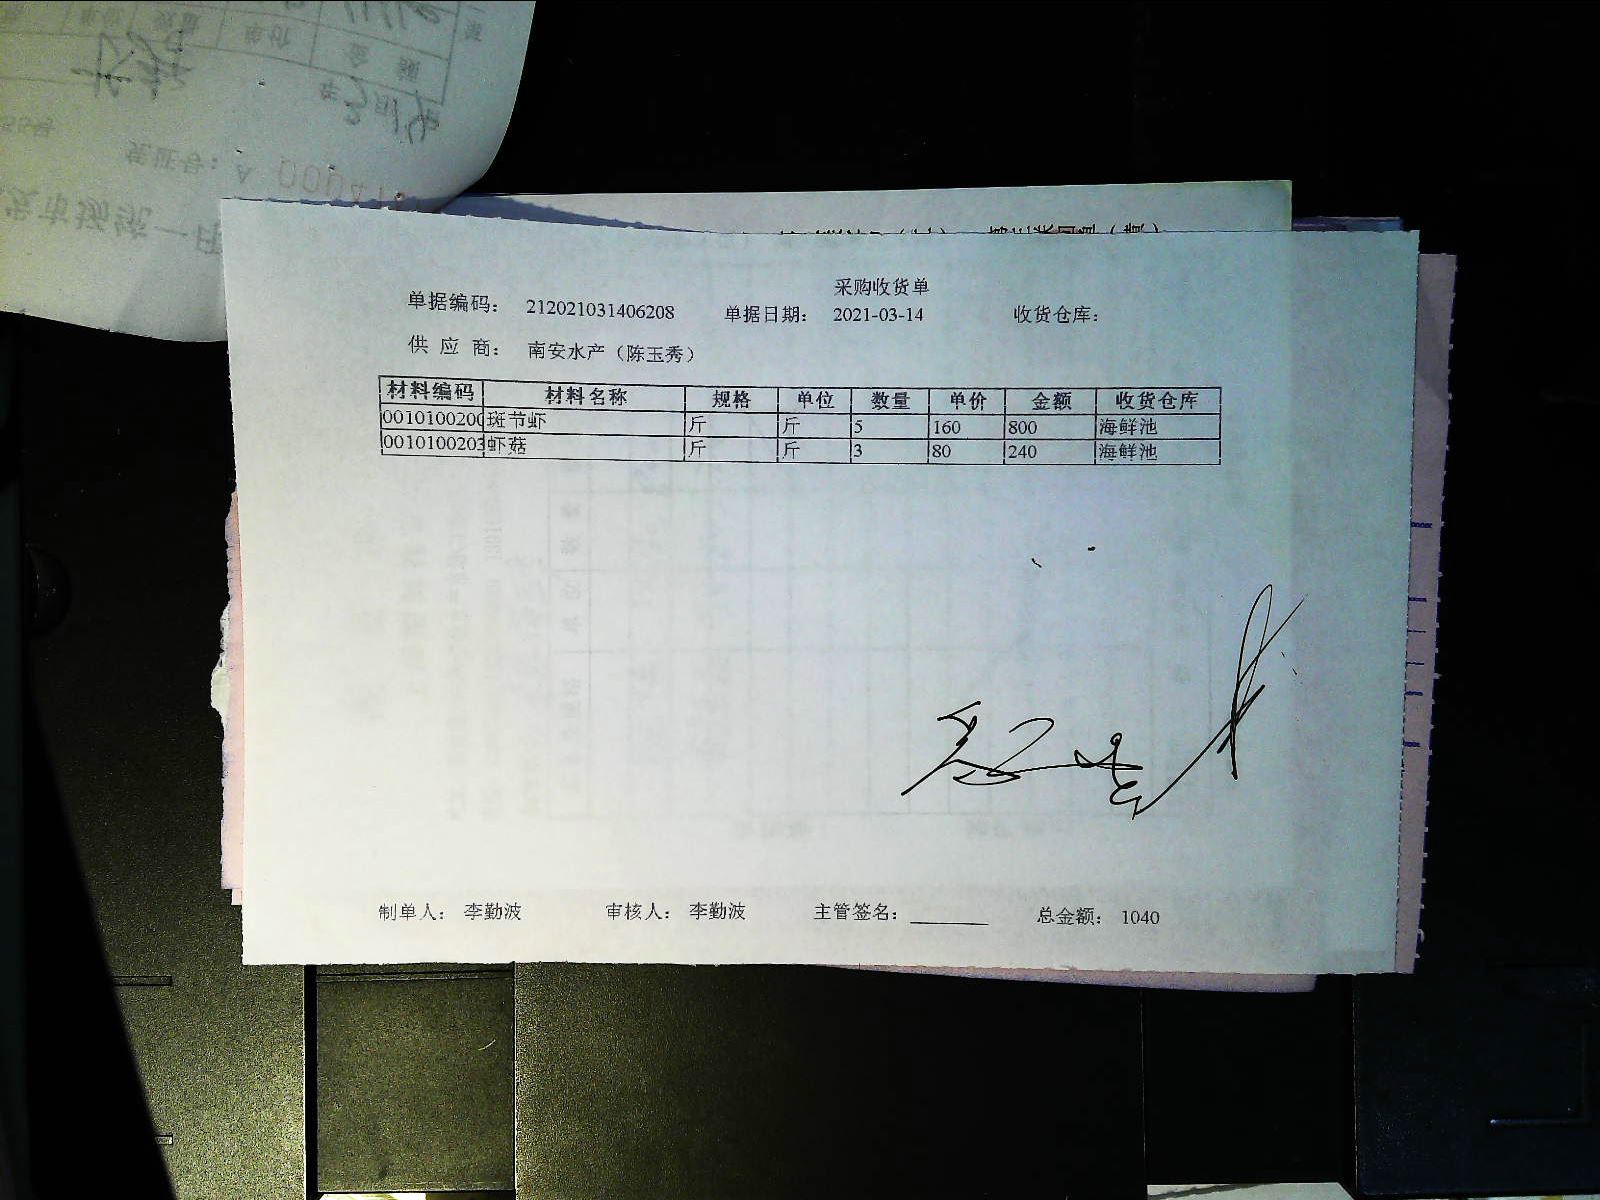 采购收货单
单据编码： 212021031406208 单据日期： 2021-03-14 收货仓库：
供 应 商： 南安水产（陈玉秀）
材料编码 材料名称 规格 单位 数量 单价 金额 收货仓库
0010100200 斑节虾 斤 斤 5 160 800 海鲜池
0010100203 虾菇 斤 斤 3 80 240 海鲜池
制单人： 李勤波 审核人： 李勤波 主管签名： 总金额： 1040